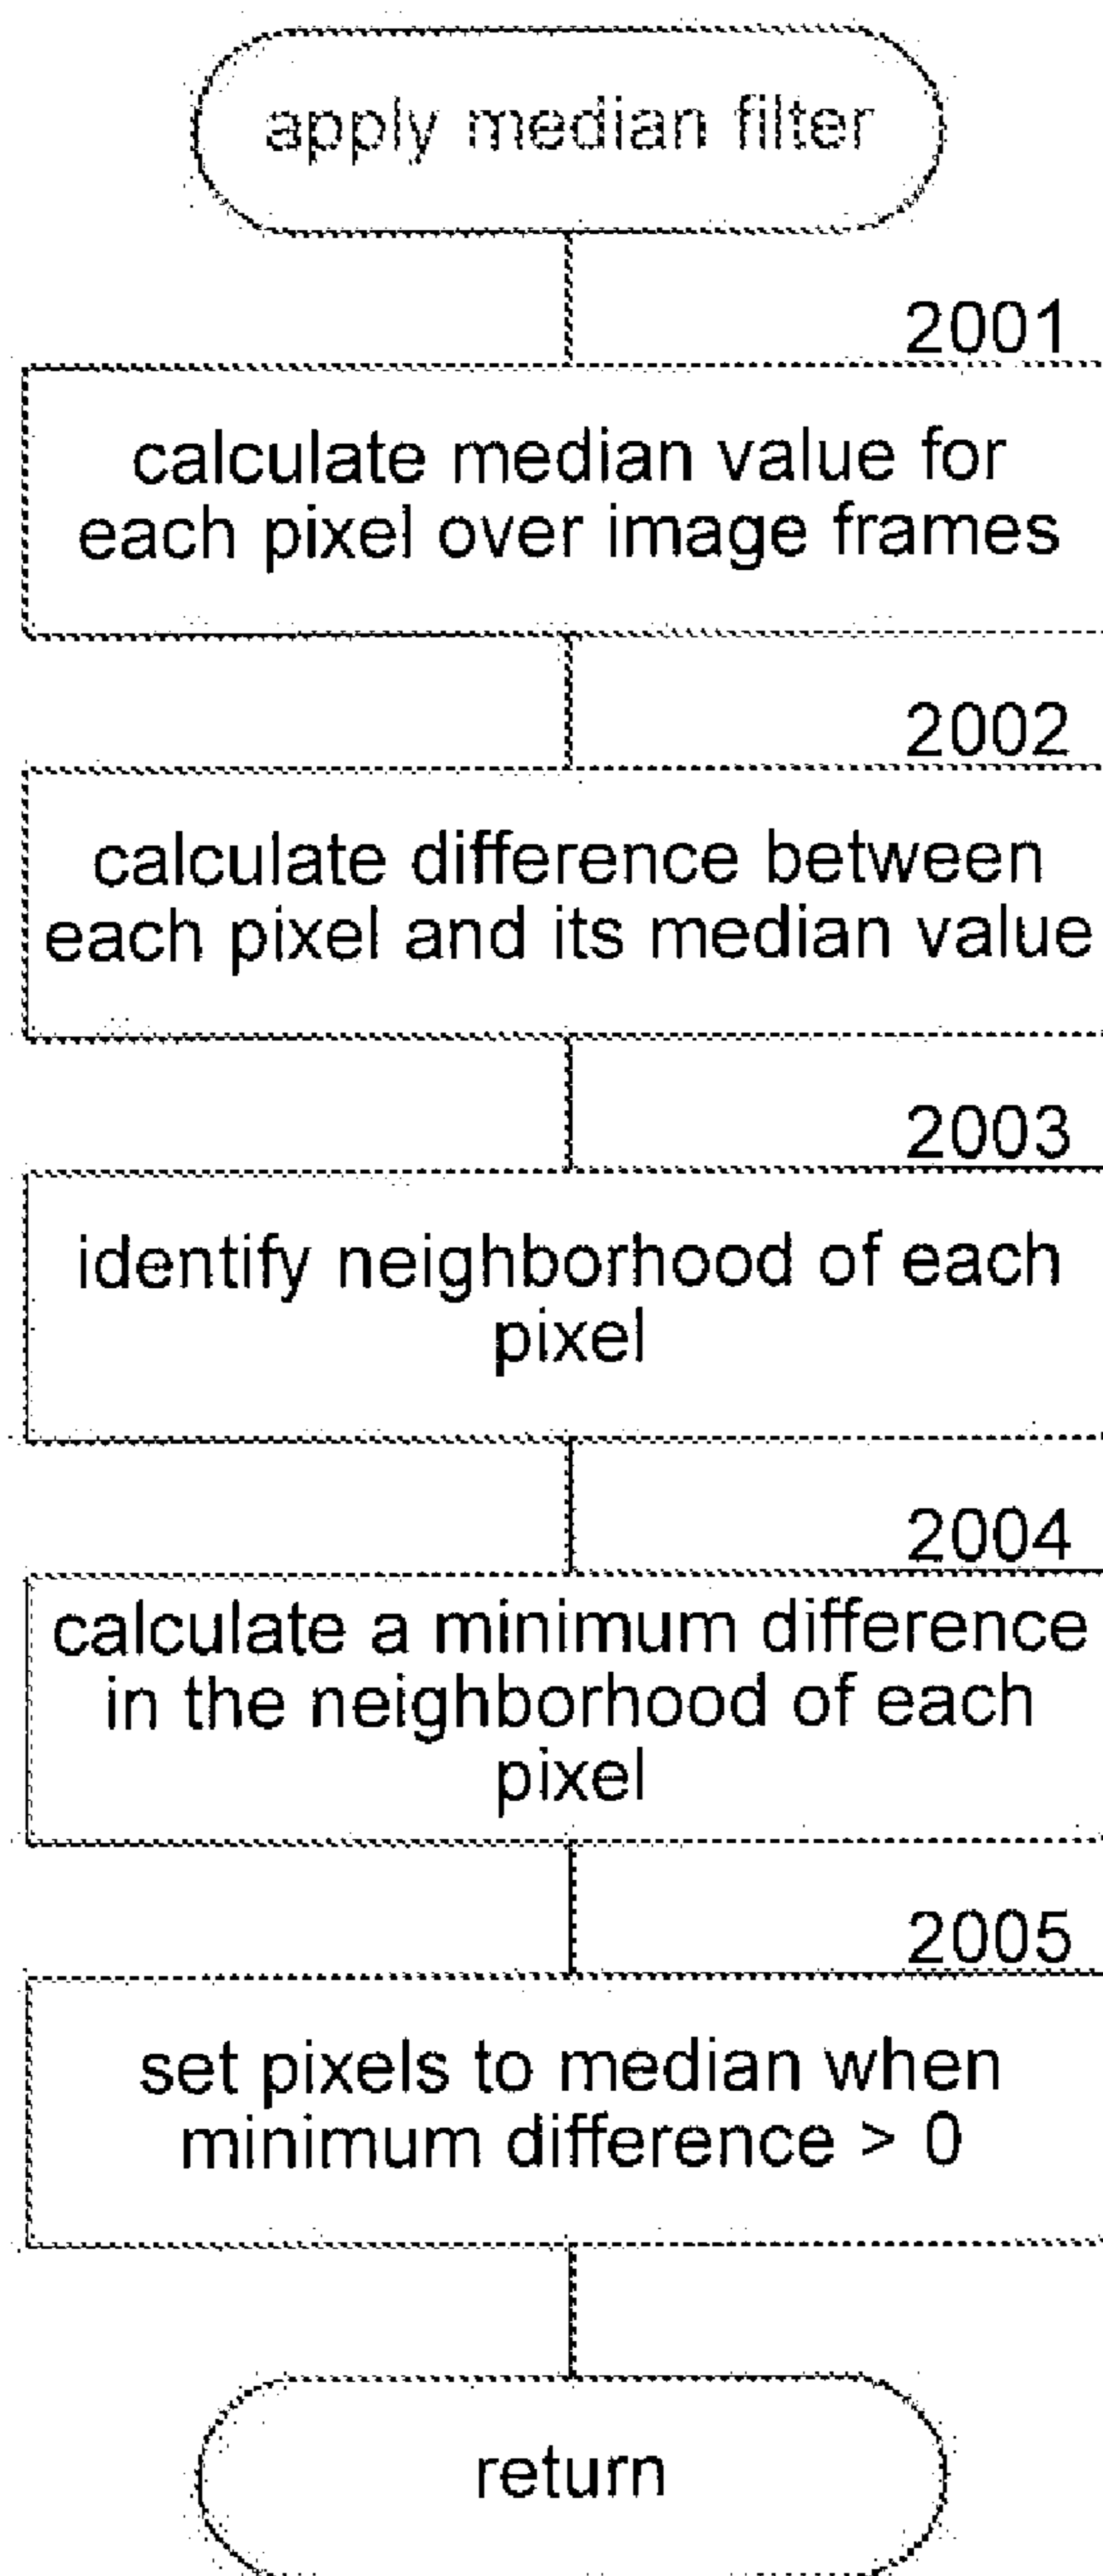 apply median filter
2001
calculate median value for
each pixel over image frames
2002
calculate difference between
each pixel and its median value
2003
identify neighborhood of each
pixel
2004
calculate a minimum difference
in the neighborhood of each
pixel
2005
set pixels to median when
minimum difference > 0
return